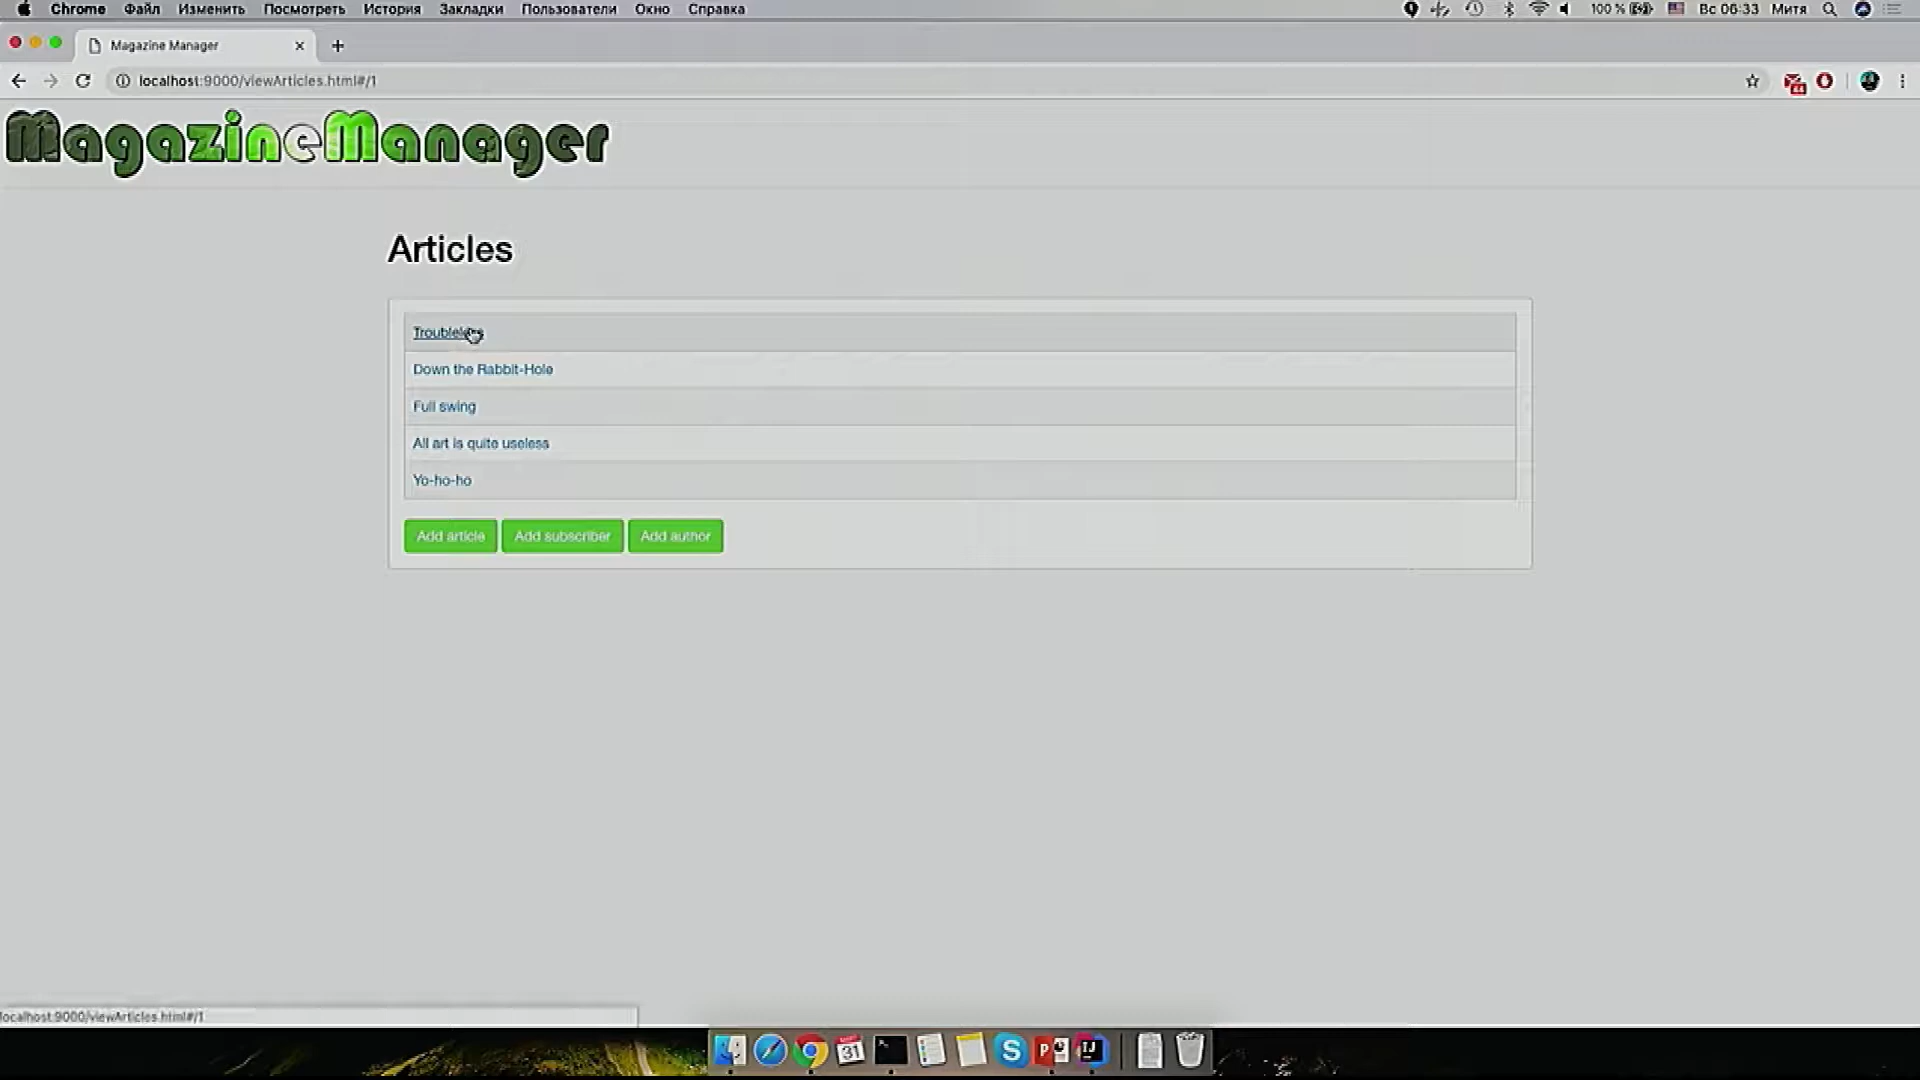 Chrome Файл Изменить Посмотреть История Закладки Пользователи Окно Справка 100 % Вс 06:33 Митя
Magazine Manager
localhost:9000/viewArticles.html#/1
44
MagazineManager
Articles
Down the Rabbit-Hole
Full swing
All art is quite useless
Yo-ho-ho
Add article Add subscriber Add author
localhost:9000/viewArticles.html#/1
31